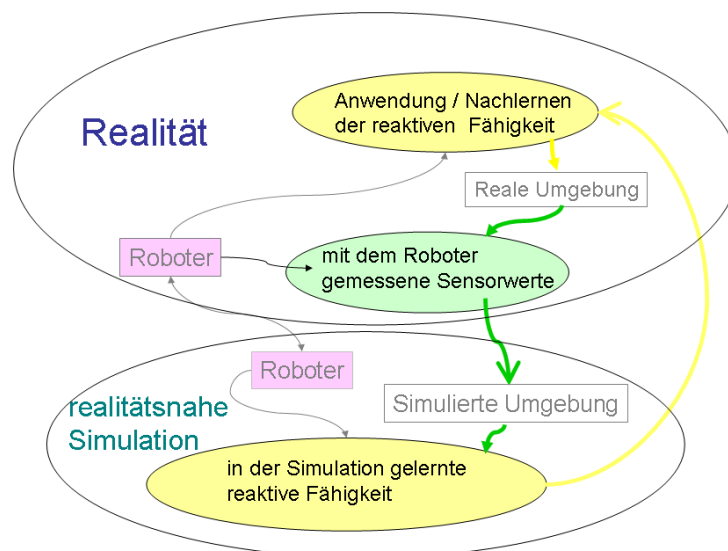 Realität
Anwendung / Nachlernen
der reaktiven Fähigkeit
Reale Umgebung
Roboter
mit dem Roboter
gemessene Sensorwerte
Roboter
realitätsnahe
Simulation
Simulierte Umgebung
in der Simulation gelernte
reaktive Fähigkeit